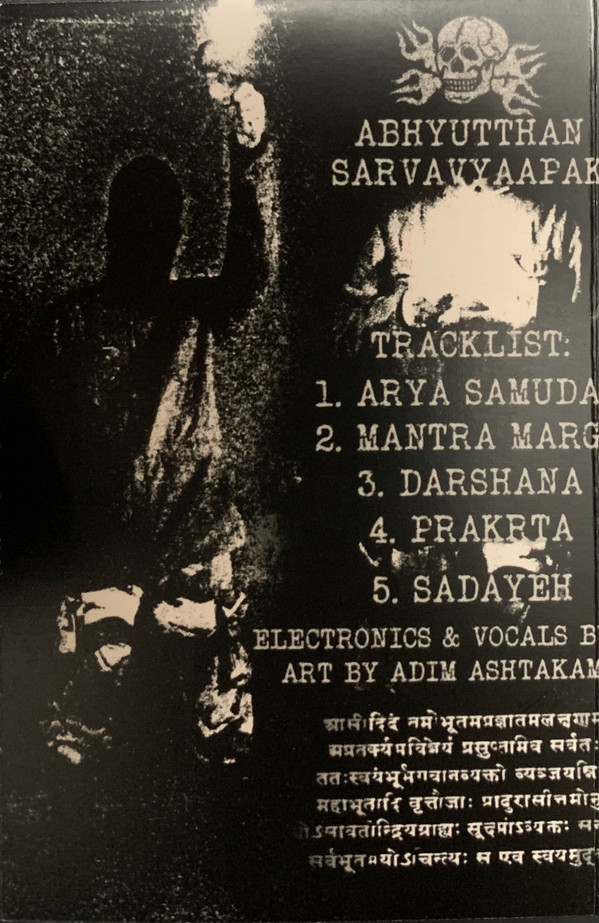 ABHYUTTHAN
SARVAVYAAPAK
TRACKLIST:
1. ARYA SAMUDA
2. MANTRA MARG
3. DARSHANA
4. PRAKRTA
5. SADAYEH
ELECTRONICS & VOCALS B
ART BY ADIM ASHTAKAM
आसीदिदं तमोभूतमप्रज्ञातमलक्षणम
अप्रतर्क्यमविज्ञेयं प्रसुप्तमिव सर्वत:
तत:स्वयंभूर्भगवानव्यक्तो व्यञ्जयन्नि
महाभूतादि वृत्तौजा: प्रादुरासीत्तमोनु
ऽसावतीन्द्रियग्राह्य: सूक्ष्मोऽव्यक्त: सन
सर्वभूतमयोऽचिन्त्य: स एव स्वयमुद्